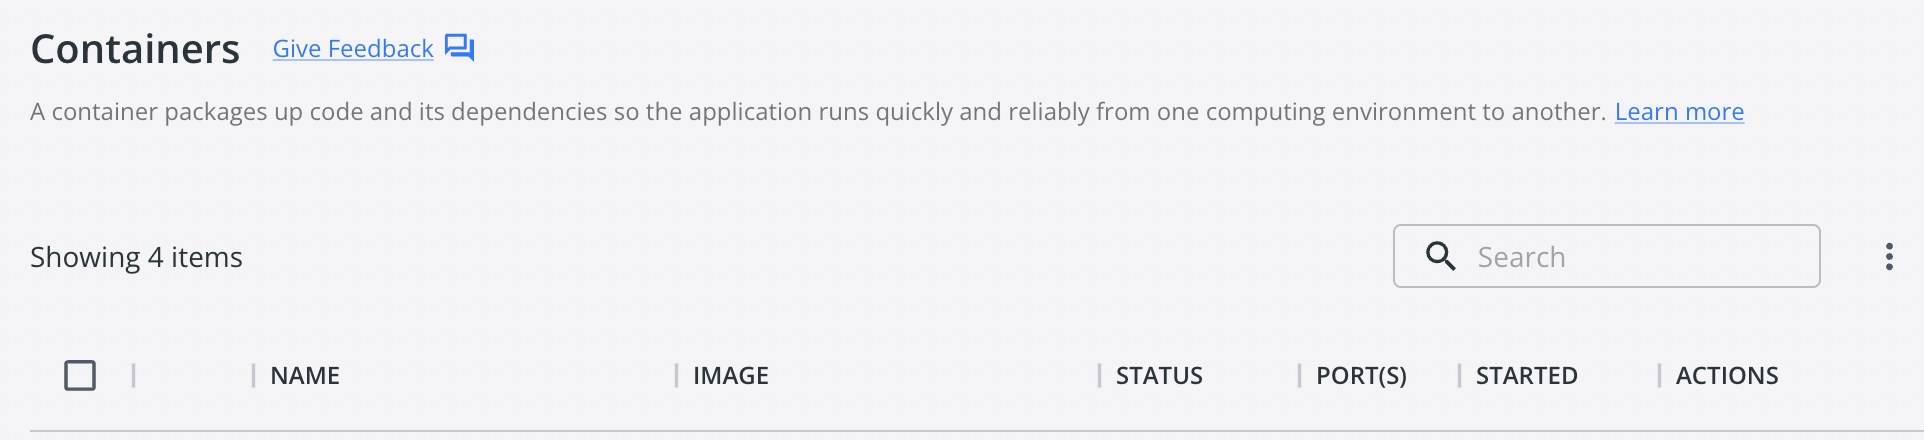 Containers Give Feedback
A container packages up code and its dependencies so the application runs quickly and reliably from one computing environment to another. Learn more
Showing 4 items Search
NAME IMAGE STATUS PORT(S) STARTED ACTIONS